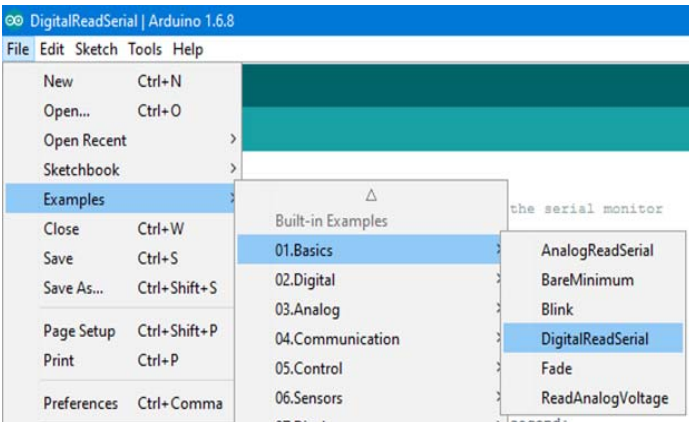 DigitalReadSerial | Arduino 1.6.8
File Edit Sketch Tools Help
New Ctrl+N
Open... Ctrl+O
Open Recent
Sketchbook
Examples
Close Ctrl+W
Save Ctrl+S
Save As... Ctrl+Shift+S
Page Setup Ctrl+Shift+P
Print Ctrl+P
Preferences Ctrl+Comma
Built-in Examples
01.Basics
02.Digital
03.Analog
04.Communication
05.Control
06.Sensors
the serial monitor
AnalogReadSerial
BareMinimum
Blink
DigitalReadSerial
Fade
ReadAnalogVoltage